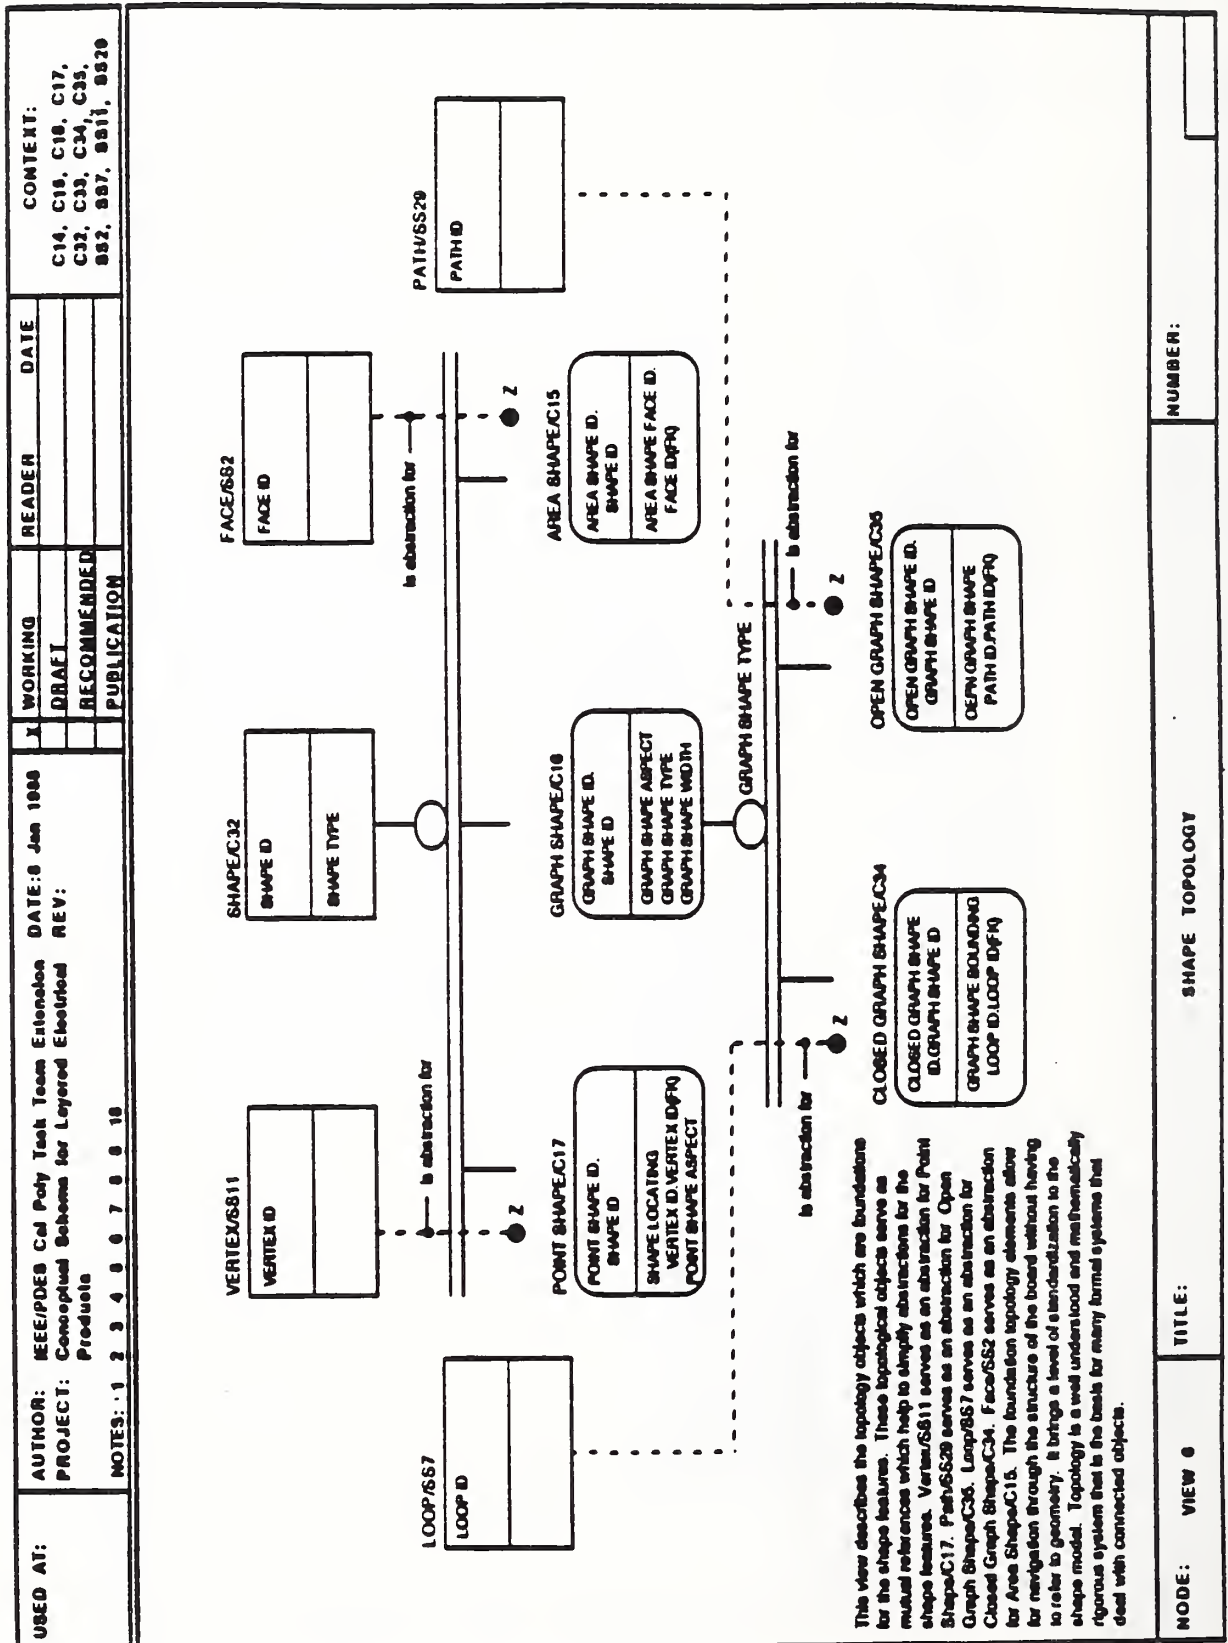 USED AT:
AUTHOR: IEEE/PDES Cal Poly Task Team Extension
DATE:8 Jan 1988
PROJECT: Conceptual Schema for Layered Electrical
Products
REV:
NOTES: 1 2 3 4 5 6 7 8 9 10
X WORKING
DRAFT
RECOMMENDED
PUBLICATION
READER DATE
CONTEXT:
C14, C15, C16, C17,
C32, C33, C34, C35,
SS2, SS7, SS11, SS29
LOOP/SS7
LOOP ID
VERTEX/SS11
VERTEX ID
SHAPE/C32
SHAPE ID
SHAPE TYPE
FACE/SS2
FACE ID
PATH/SS29
PATH ID
is abstraction for
Z
is abstraction for
Z
POINT SHAPE/C17
POINT SHAPE ID.
SHAPE ID
SHAPE LOCATING
VERTEX ID.VERTEX ID(FK)
POINT SHAPE ASPECT
GRAPH SHAPE/C16
GRAPH SHAPE ID.
SHAPE ID
GRAPH SHAPE ASPECT
GRAPH SHAPE TYPE
GRAPH SHAPE WIDTH
AREA SHAPE/C15
AREA SHAPE ID.
SHAPE ID
AREA SHAPE FACE ID.
FACE ID(FK)
GRAPH SHAPE TYPE
is abstraction for
Z
is abstraction for
Z
CLOSED GRAPH SHAPE/C34
CLOSED GRAPH SHAPE
ID.GRAPH SHAPE ID
GRAPH SHAPE BOUNDING
LOOP ID.LOOP ID(FK)
OPEN GRAPH SHAPE/C35
OPEN GRAPH SHAPE ID.
GRAPH SHAPE ID
GRAPH SHAPE
PATH ID.PATH ID(FK)
This view describes the topology objects which are foundations
for the shape features. These topological objects serve as
mutual references which help to simplify abstractions for the
shape features. Vertex/SS11 serves as an abstraction for Point
Shape/C17. Path/SS29 serves as an abstraction for Open
Graph Shape/C35. Loop/SS7 serves as an abstraction for
Closed Graph Shape/C34. Face/SS2 serves as an abstraction
for Area Shape/C15. The foundation topology elements allow
for navigation through the structure of the board without having
to refer to geometry. It brings a level of standardization to the
shape model. Topology is a well understood and mathematically
rigorous system that is the basis for many formal systems that
deal with connected objects.
NODE: VIEW 6
TITLE: SHAPE TOPOLOGY
NUMBER: